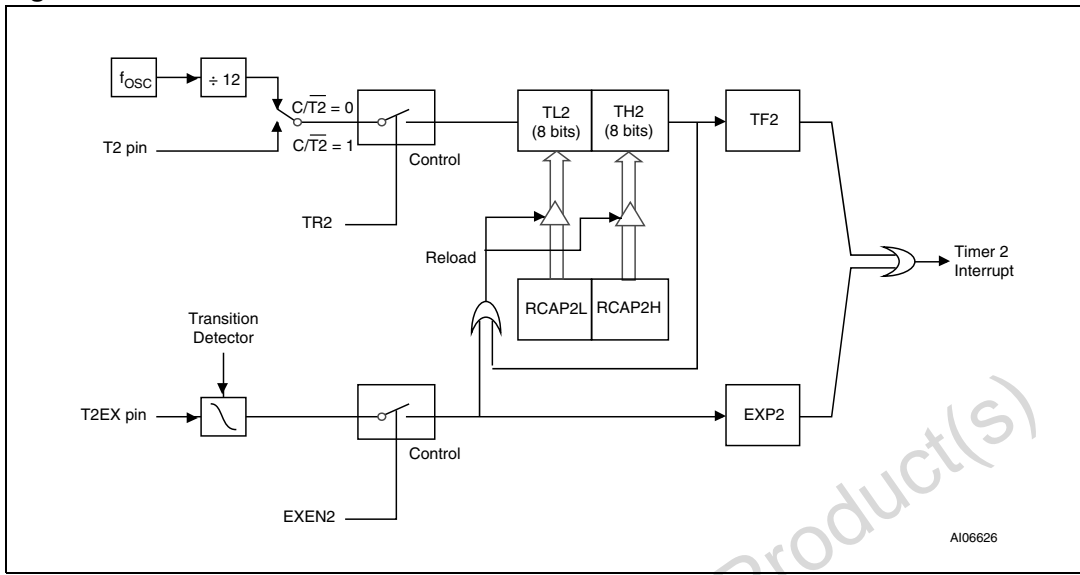 fOSC
÷ 12
C/T2 = 0
C/T2 = 1
T2 pin
Control
TR2
TL2
(8 bits)
TH2
(8 bits)
TF2
Reload
RCAP2L
RCAP2H
Timer 2
Interrupt
Transition
Detector
T2EX pin
Control
EXEN2
EXP2
AI06626
Product(s)